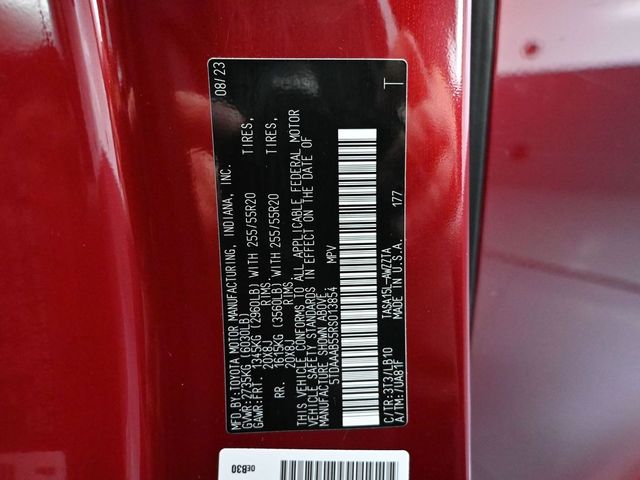 MFD. BY: TOYOTA MOTOR MANUFACTURING, INDIANA, INC. 08/23
GVWR: 2735KG (6030LB)
GAWR: FRT. 1345KG (2960LB) WITH 255/55R20 TIRES,
20X8J RIMS
RR. 1615KG (3560LB) WITH 255/55R20 TIRES,
20X8J RIMS
THIS VEHICLE CONFORMS TO ALL APPLICABLE FEDERAL MOTOR
VEHICLE SAFETY STANDARDS IN EFFECT ON THE DATE OF
MANUFACTURE SHOWN ABOVE.
5TDAAAB55RS013854 MPV
C/TR:3T3/LB10 TASA15L-AWZZTA T
A/TM:7UA81F MADE IN U.S.A. 177
0EB30